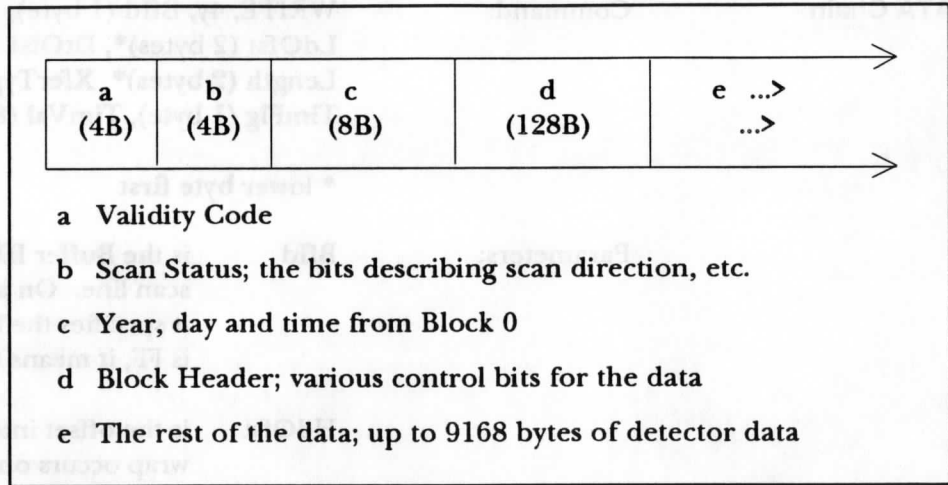 a b c d e ...>
(4B) (4B) (8B) (128B) ...>
a Validity Code
b Scan Status; the bits describing scan direction, etc.
c Year, day and time from Block 0
d Block Header; various control bits for the data
e The rest of the data; up to 9168 bytes of detector data